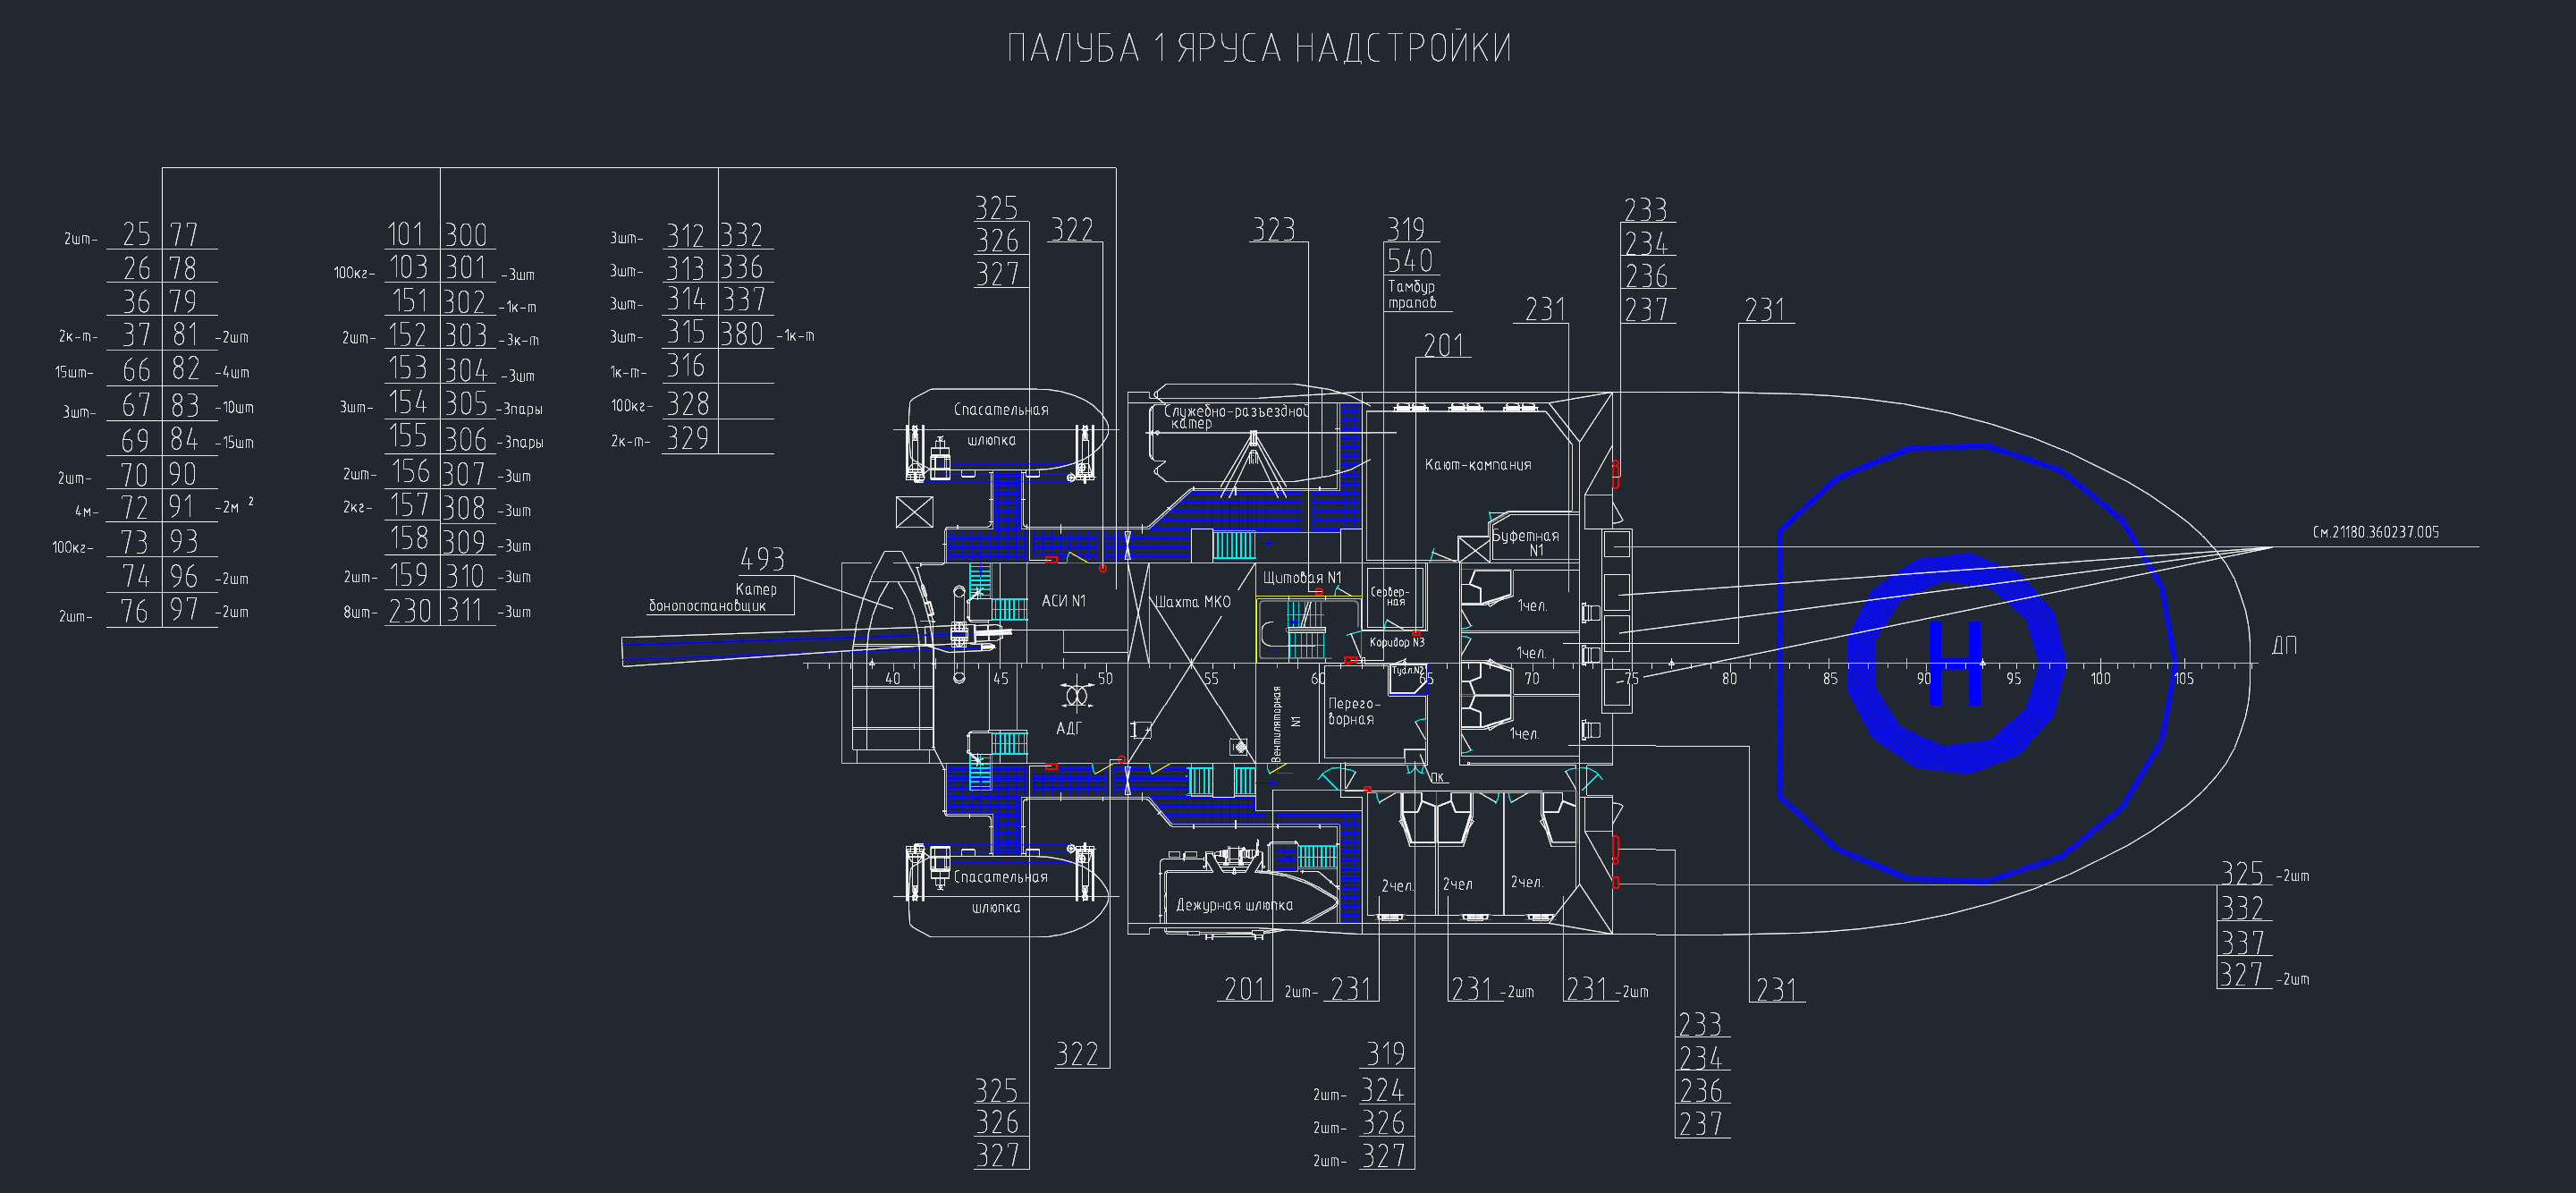 ПАЛУБА 1 ЯРУСА НАДСТРОЙКИ
2шт- 25 77
26 78
36 79
2к-т- 37 81 -2шт
15шт- 66 82 -4шт
3шт- 67 83 -10шт
69 84 -15шт
2шт- 70 90
4м- 72 91 -2м 2
100кг- 73 93
74 96 -2шт
2шт- 76 97 -2шт
101 300
100кг- 103 301 -3шт
151 302 -1к-т
2шт- 152 303 -3к-т
153 304 -3шт
3шт- 154 305 -3пары
155 306 -3пары
2шт- 156 307 -3шт
2кг- 157 308 -3шт
158 309 -3шт
2шт- 159 310 -3шт
8шт- 230 311 -3шт
3шт- 312 332
3шт- 313 336
3шт- 314 337
3шт- 315 380 -1к-т
1к-т- 316
100кг- 328
2к-т- 329
325
326
327
322
323
319
540
Тамбур
трапов
201
231
233
234
236
237
231
Спасательная
шлюпка
Служебно-разъездной
катер
Кают-компания
Буфетная
N1
См.21180.360237.005
493
Катер
бонопостановщик
АСИ N1
Шахта МКО
Щитовая N1
Сервер-
ная
Коридор N3
1чел.
1чел.
1чел.
ДП
40 45 50 55 60 65 70 75 80 85 90 95 100 105
H
Туал.N2
АДГ
Вентиляторная
N1
Перего-
ворная
ПК
Спасательная
шлюпка
Дежурная шлюпка
2чел.
2чел
2чел.
325 -2шт
332
337
327 -2шт
201
2шт- 231
231 -2шт
231 -2шт
231
233
234
236
237
322
325
326
327
319
2шт- 324
2шт- 326
2шт- 327